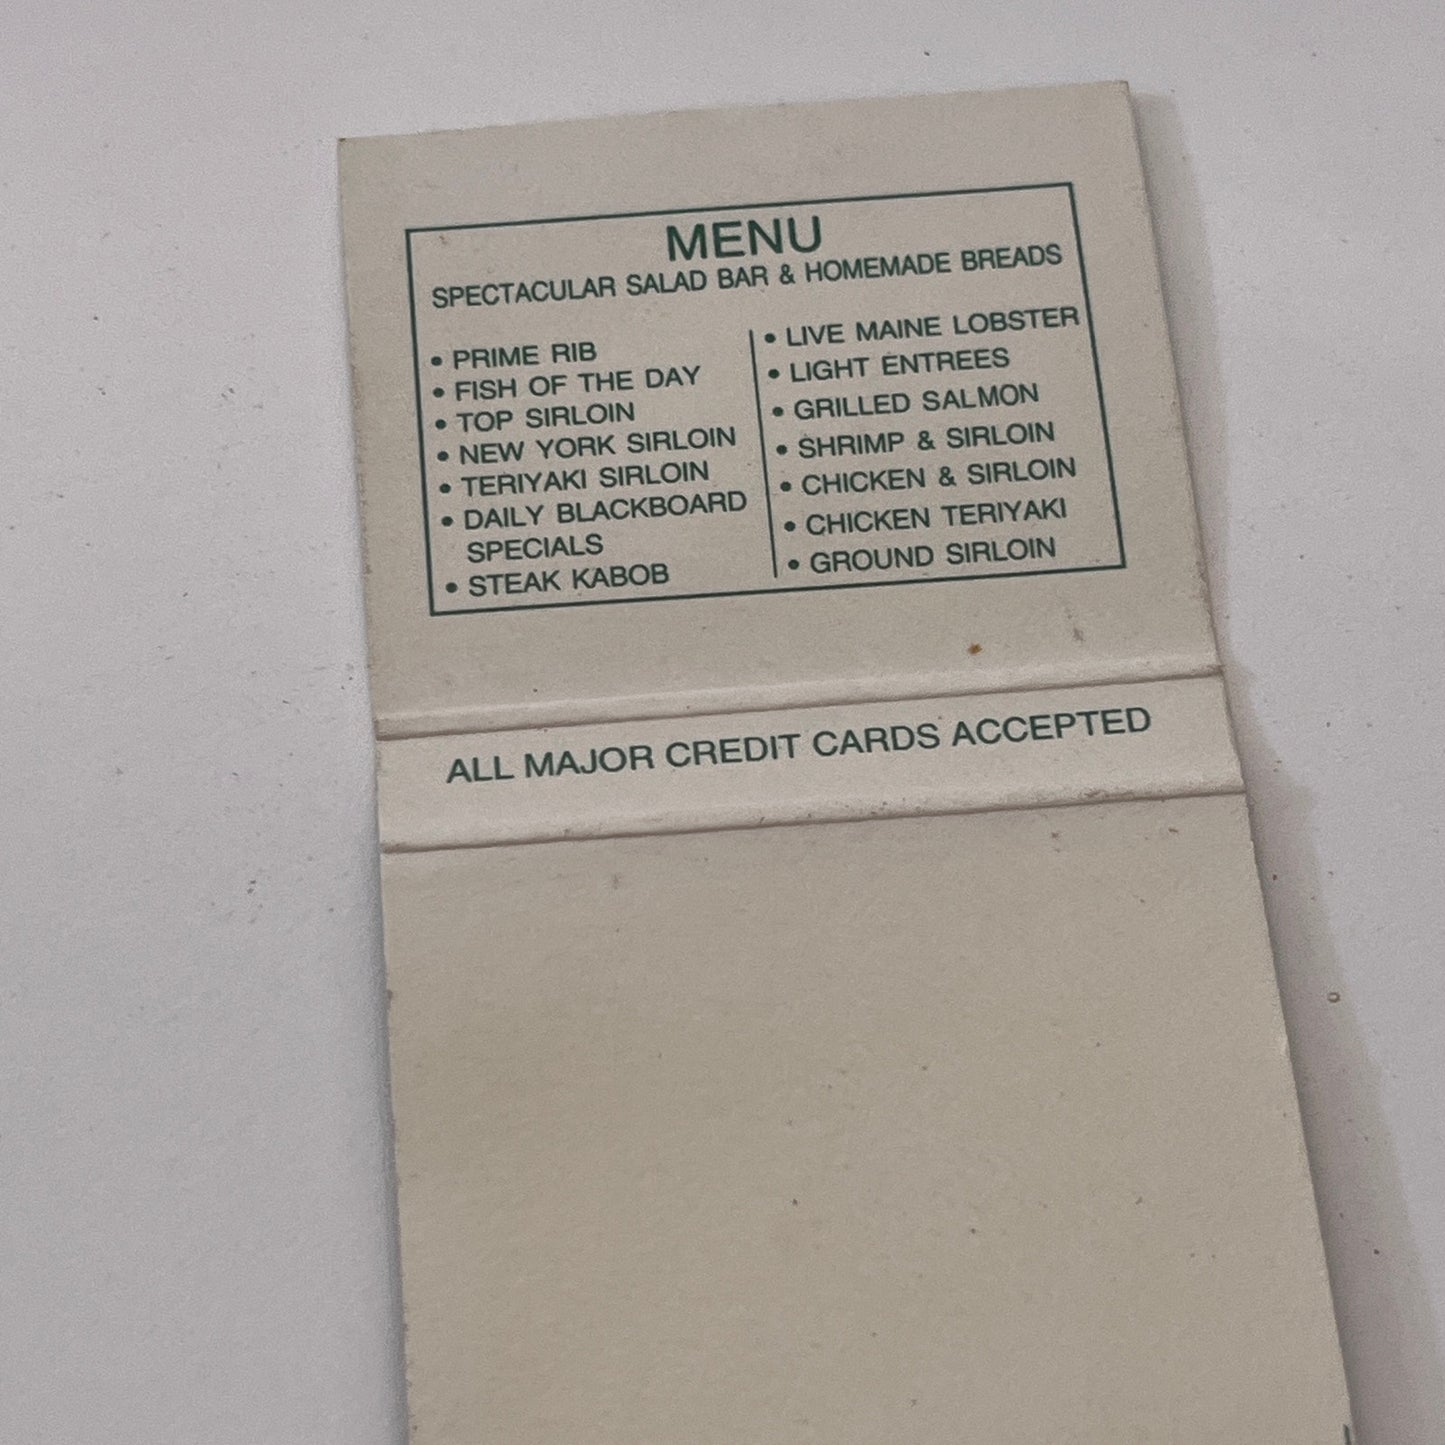 MENU
SPECTACULAR SALAD BAR & HOMEMADE BREADS
• PRIME RIB
• FISH OF THE DAY
• TOP SIRLOIN
• NEW YORK SIRLOIN
• TERIYAKI SIRLOIN
• DAILY BLACKBOARD
SPECIALS
• STEAK KABOB
• LIVE MAINE LOBSTER
• LIGHT ENTREES
• GRILLED SALMON
• SHRIMP & SIRLOIN
• CHICKEN & SIRLOIN
• CHICKEN TERIYAKI
• GROUND SIRLOIN
ALL MAJOR CREDIT CARDS ACCEPTED